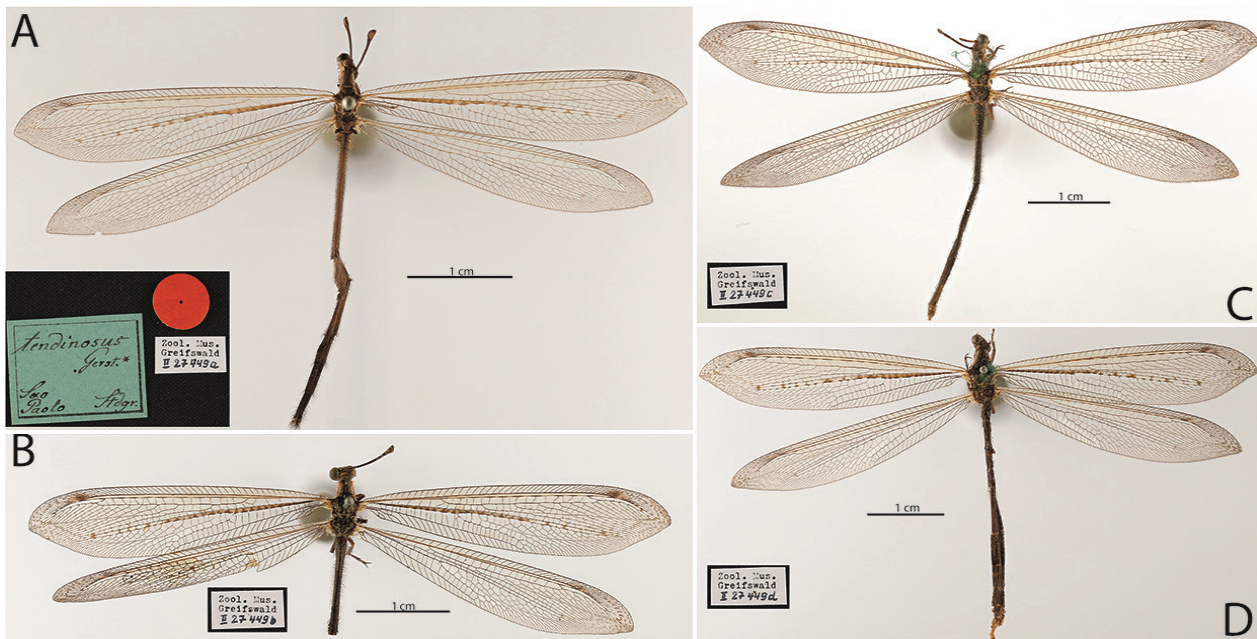 A
1 cm
tendinosus
Gerst.*
Sao
Paolo Stdgr.
Zool. Mus.
Greifswald
II 27449a
B
1 cm
Zool. Mus.
Greifswald
II 27449b
C
1 cm
Zool. Mus.
Greifswald
II 27449c
D
1 cm
Zool. Mus.
Greifswald
II 27449d